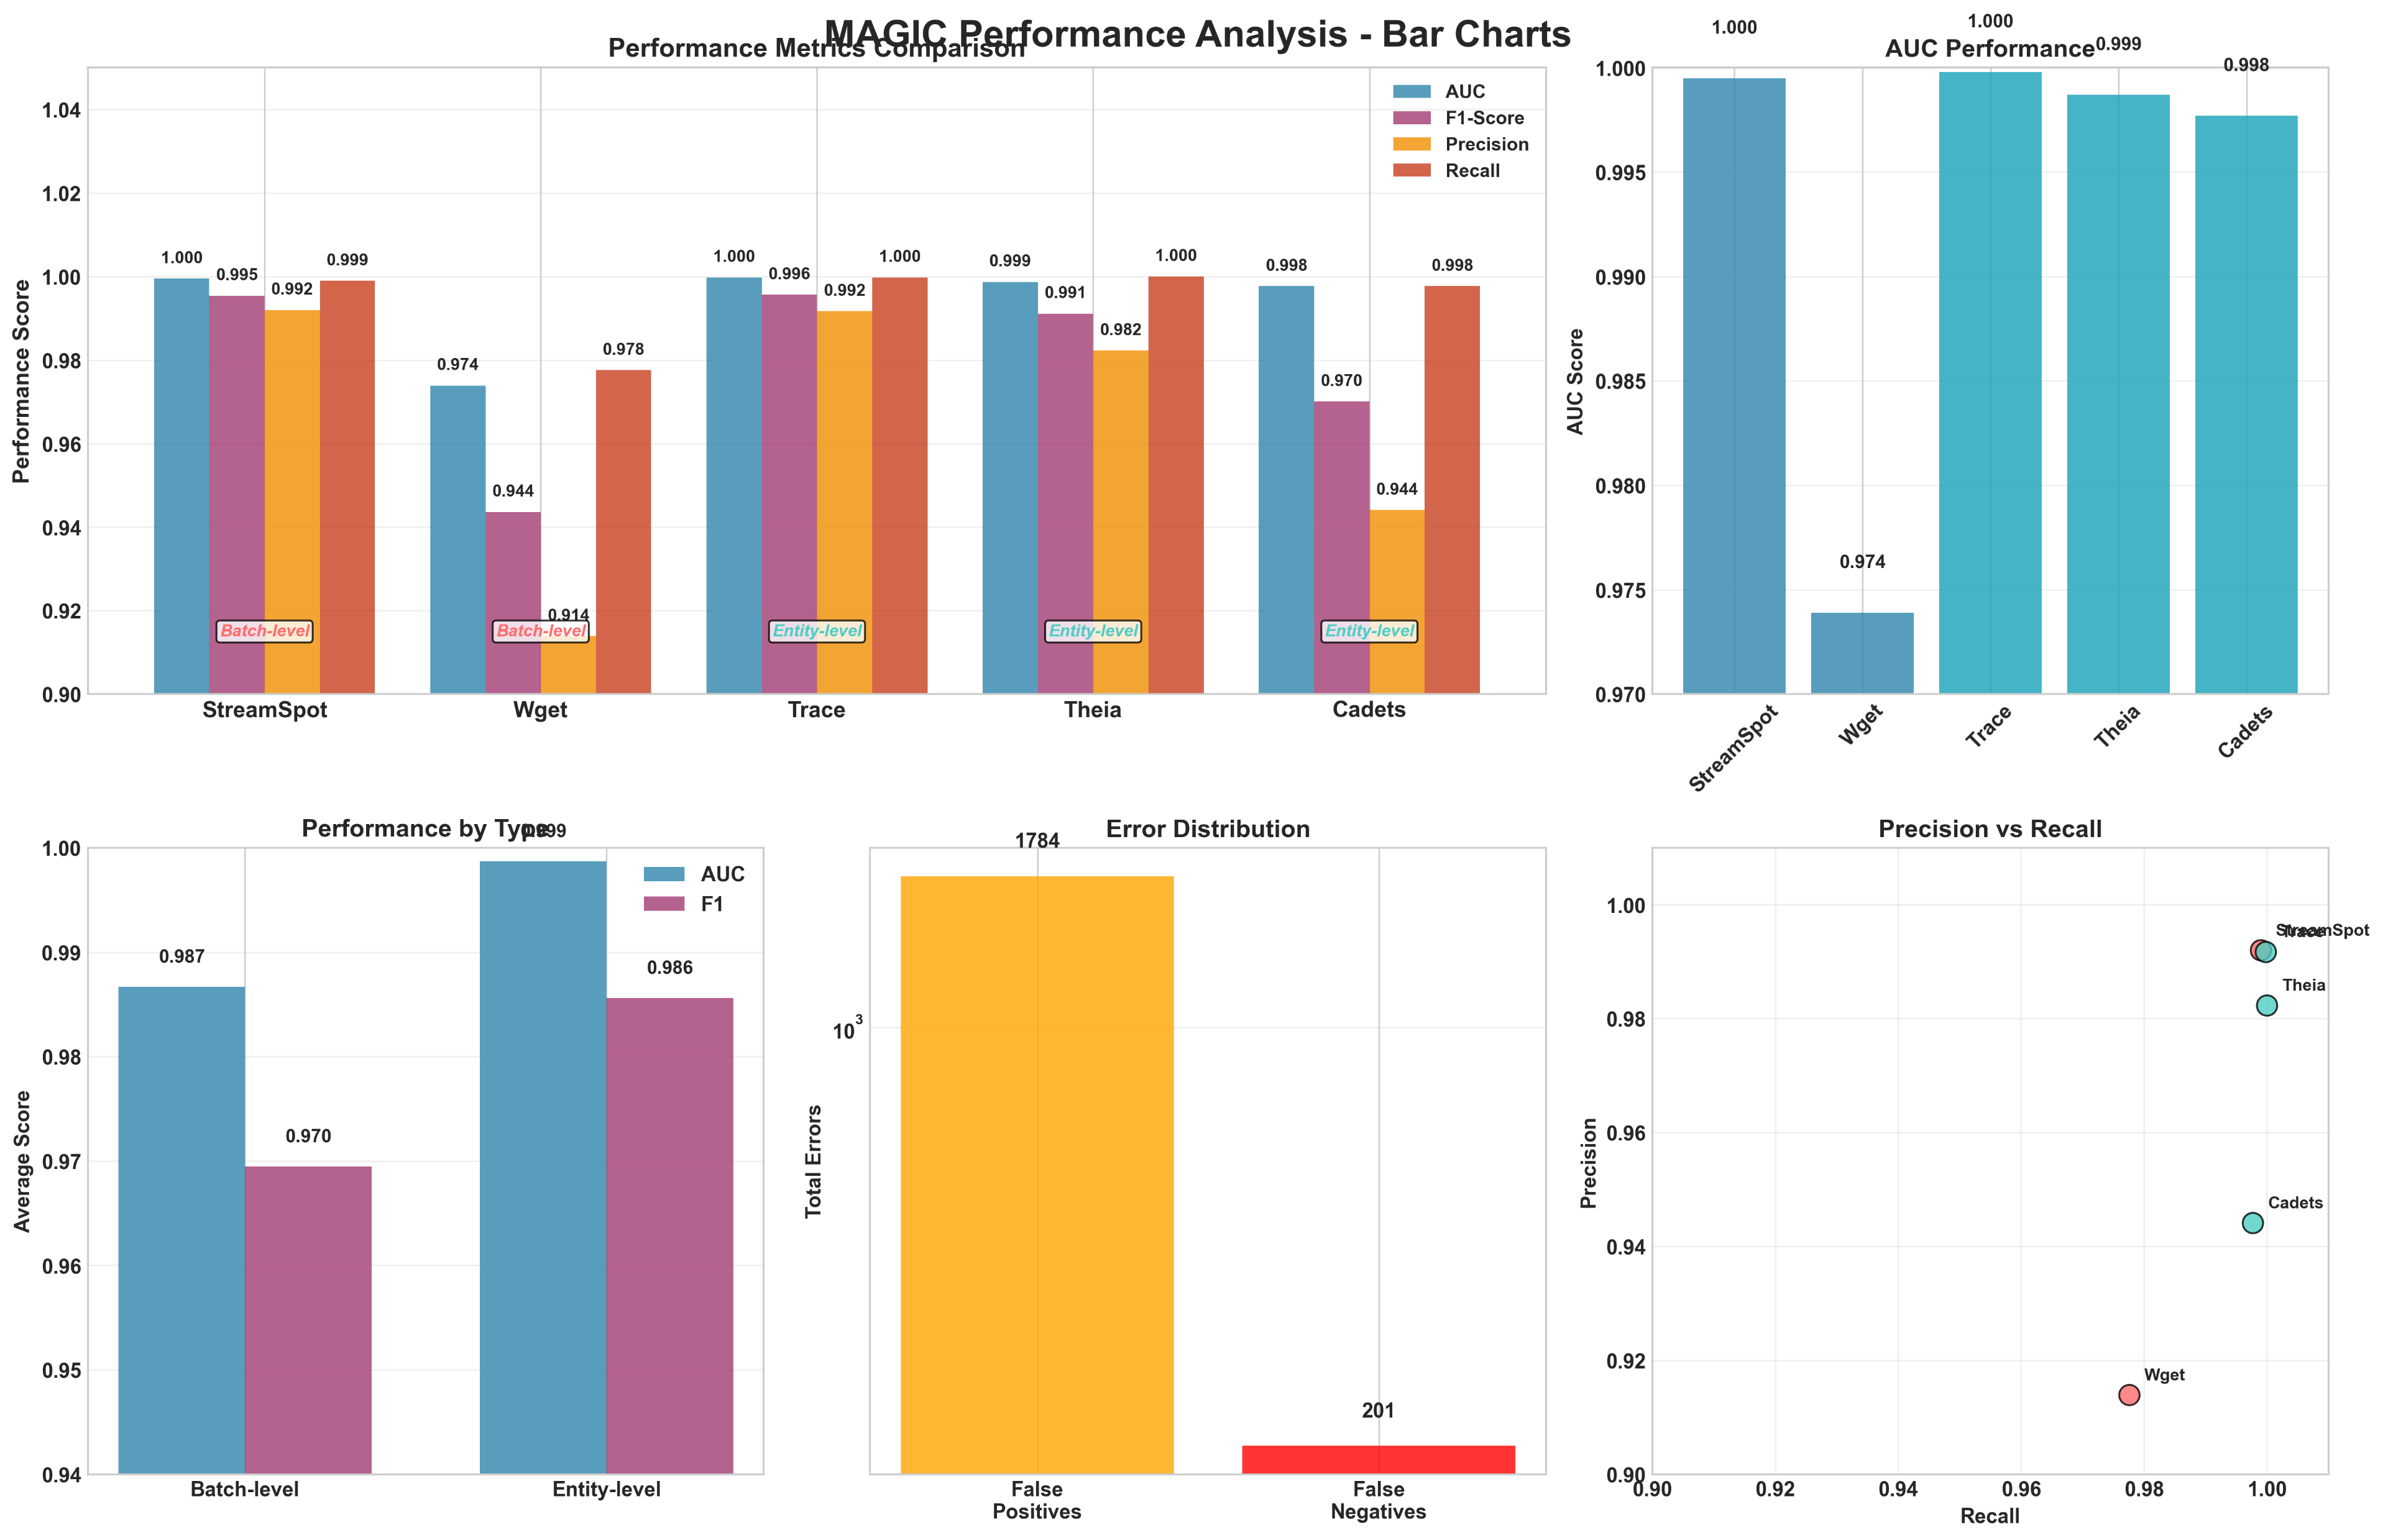 MAGIC Performance Analysis - Bar Charts
Performance Metrics Comparison
Performance Score
1.04
1.02
1.00
0.98
0.96
0.94
0.92
0.90
AUC
F1-Score
Precision
Recall
1.000
0.995
0.992
0.999
0.974
0.944
0.914
0.978
1.000
0.996
0.992
1.000
0.999
0.991
0.982
1.000
0.998
0.970
0.944
0.998
Batch-level
Batch-level
Entity-level
Entity-level
Entity-level
StreamSpot
Wget
Trace
Theia
Cadets
AUC Performance
AUC Score
1.000
0.995
0.990
0.985
0.980
0.975
0.970
1.000
0.974
1.000
0.999
0.998
StreamSpot
Wget
Trace
Theia
Cadets
Performance by Type
Average Score
1.00
0.99
0.98
0.97
0.96
0.95
0.94
AUC
F1
0.987
0.970
0.999
0.986
Batch-level
Entity-level
Error Distribution
Total Errors
10³
1784
201
False
Positives
False
Negatives
Precision vs Recall
Precision
1.00
0.98
0.96
0.94
0.92
0.90
StreamSpot
Trace
Theia
Cadets
Wget
0.90
0.92
0.94
0.96
0.98
1.00
Recall